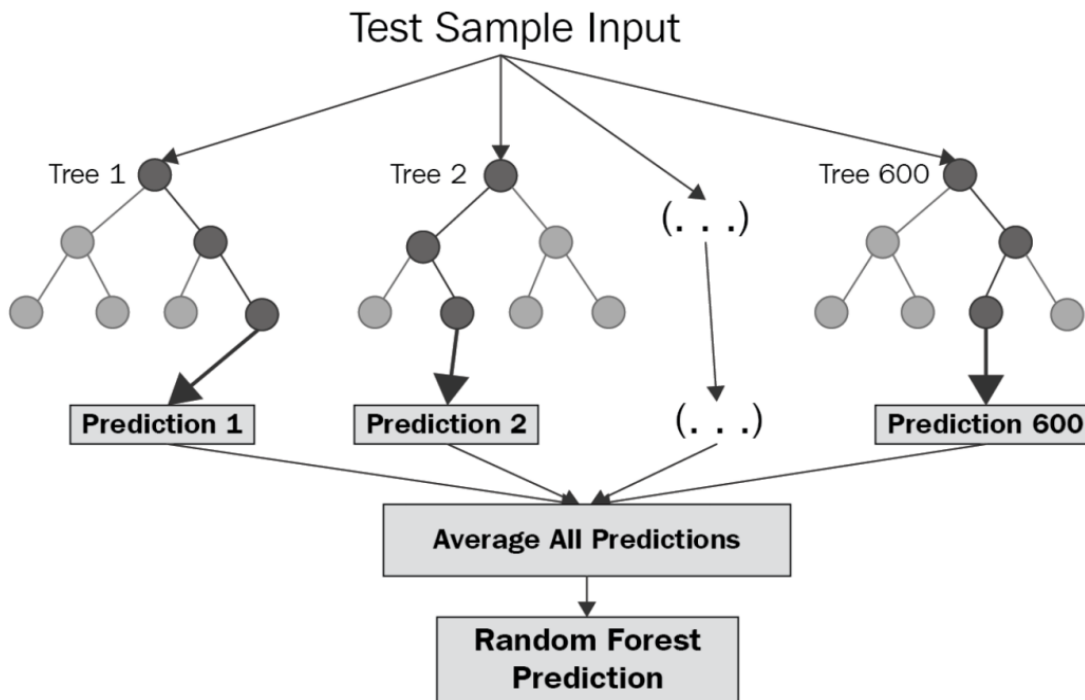 Test Sample Input
Tree 1
Tree 2
Tree 600
(. . .)
Prediction 1
Prediction 2
(. . .)
Prediction 600
Average All Predictions
Random Forest
Prediction